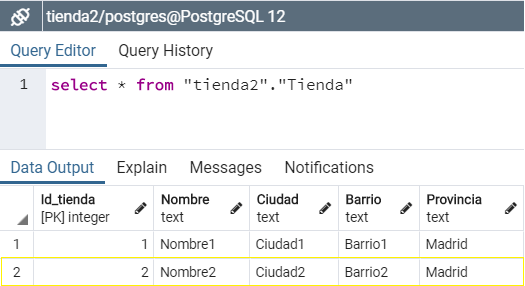 tienda2/postgres@PostgreSQL 12
Query Editor Query History
1 select * from "tienda2"."Tienda"
Data Output Explain Messages Notifications
Id_tienda Nombre Ciudad Barrio Provincia
[PK] integer text text text text
1 1 Nombre1 Ciudad1 Barrio1 Madrid
2 2 Nombre2 Ciudad2 Barrio2 Madrid